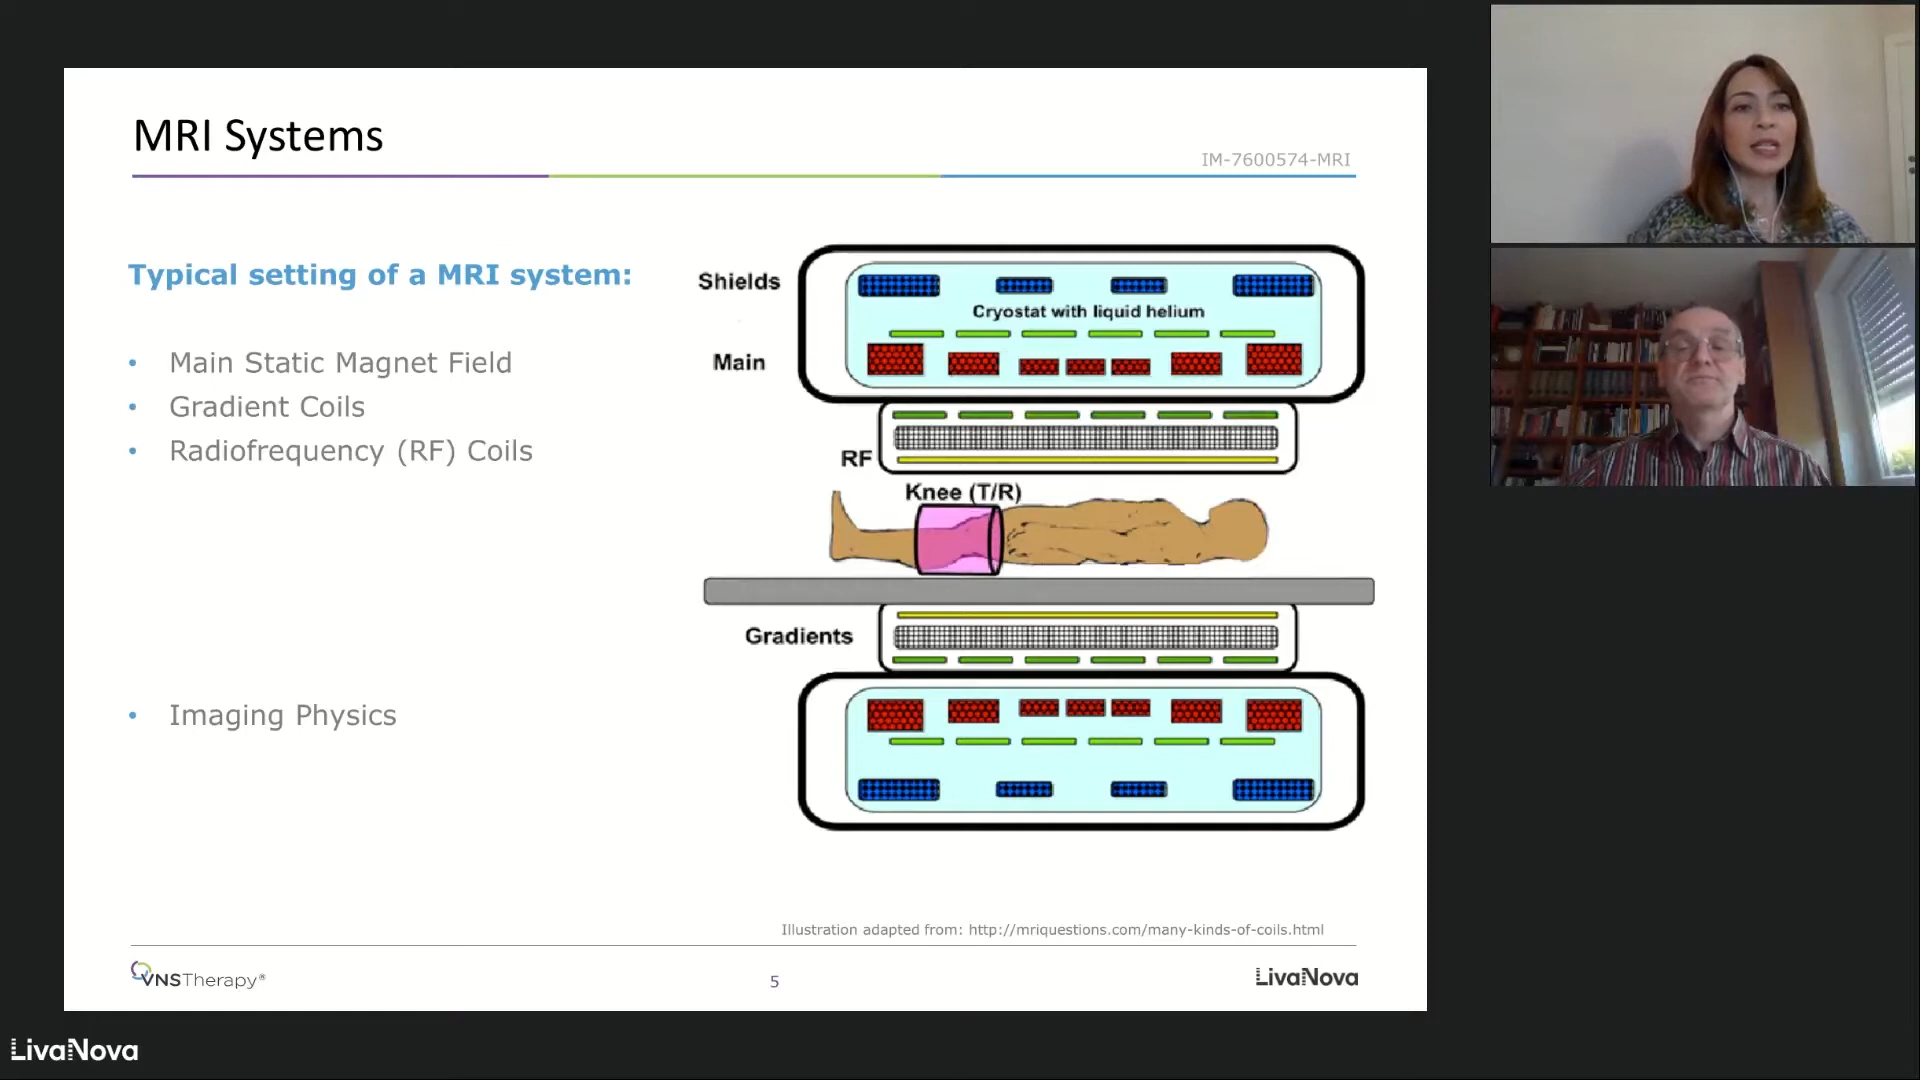 MRI Systems
IM-7600574-MRI
Typical setting of a MRI system:
• Main Static Magnet Field
• Gradient Coils
• Radiofrequency (RF) Coils
• Imaging Physics
Shields
Cryostat with liquid helium
Main
RF
Knee (T/R)
Gradients
Illustration adapted from: http://mriquestions.com/many-kinds-of-coils.html
VNSTherapy®
5
LivaNova
LivaNova